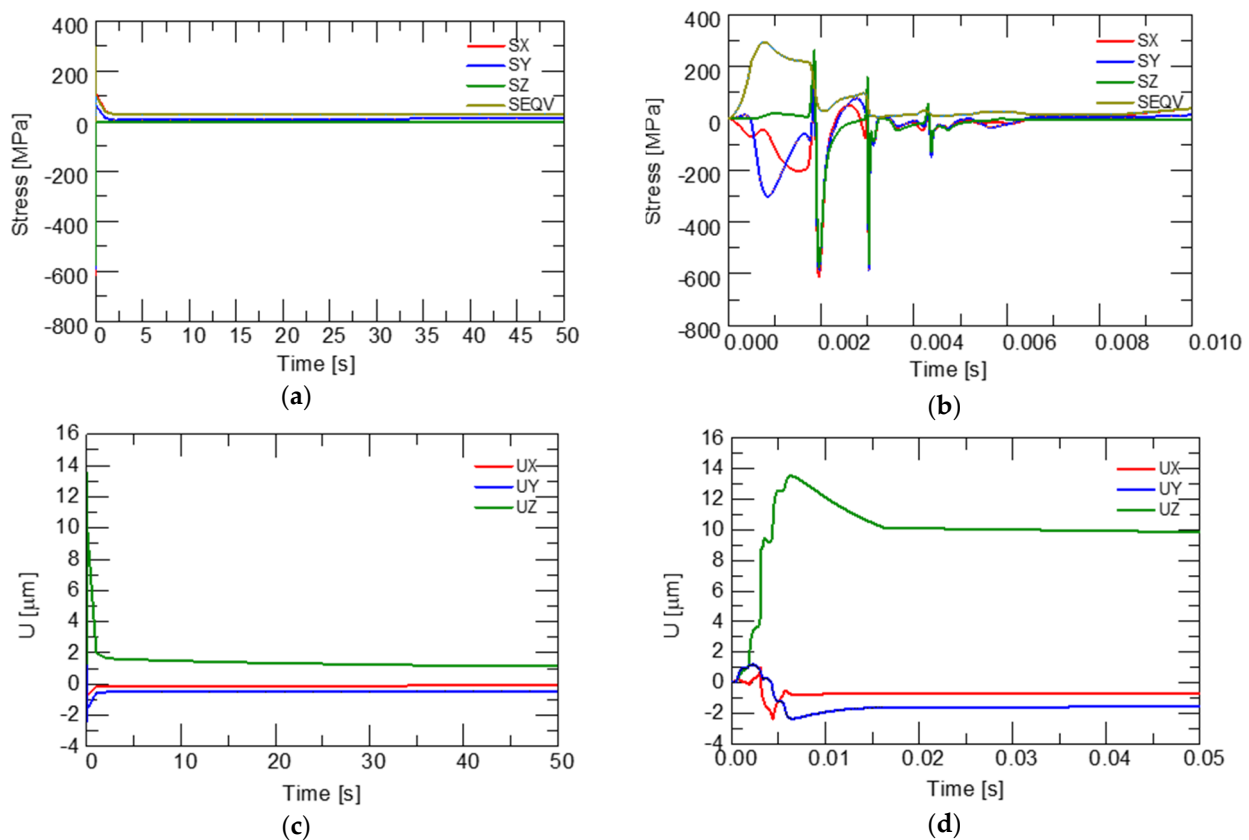 400
200
0
-200
-400
-600
-800
Stress [MPa]
SX
SY
SZ
SEQV
0 5 10 15 20 25 30 35 40 45 50
Time [s]
(a)
400
200
0
-200
-400
-600
-800
Stress [MPa]
SX
SY
SZ
SEQV
0.000 0.002 0.004 0.006 0.008 0.010
Time [s]
(b)
16
14
12
10
8
6
4
2
0
-2
-4
U [μm]
UX
UY
UZ
0 10 20 30 40 50
Time [s]
(c)
16
14
12
10
8
6
4
2
0
-2
-4
U [μm]
UX
UY
UZ
0.00 0.01 0.02 0.03 0.04 0.05
Time [s]
(d)